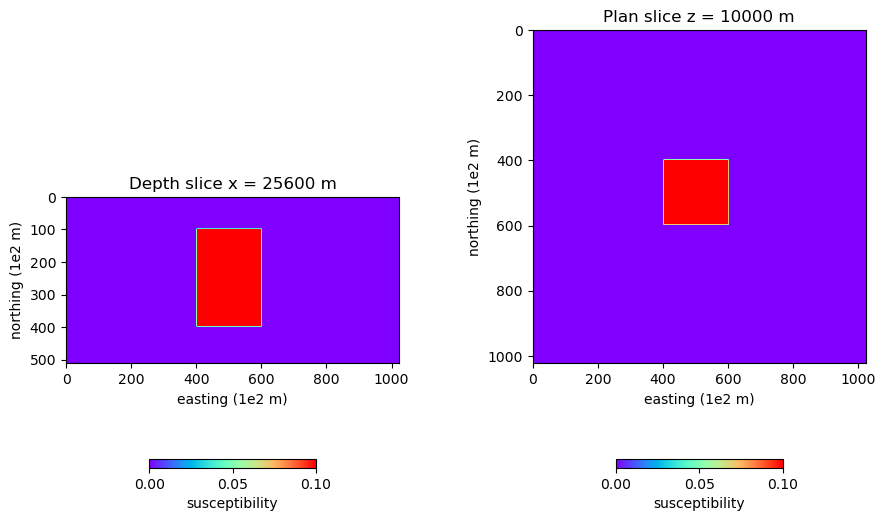 Depth slice x = 25600 m
0
100
200
300
400
500
northing (1e2 m)
0 200 400 600 800 1000
easting (1e2 m)
0.00 0.05 0.10
susceptibility
Plan slice z = 10000 m
0
200
400
600
800
1000
northing (1e2 m)
0 200 400 600 800 1000
easting (1e2 m)
0.00 0.05 0.10
susceptibility